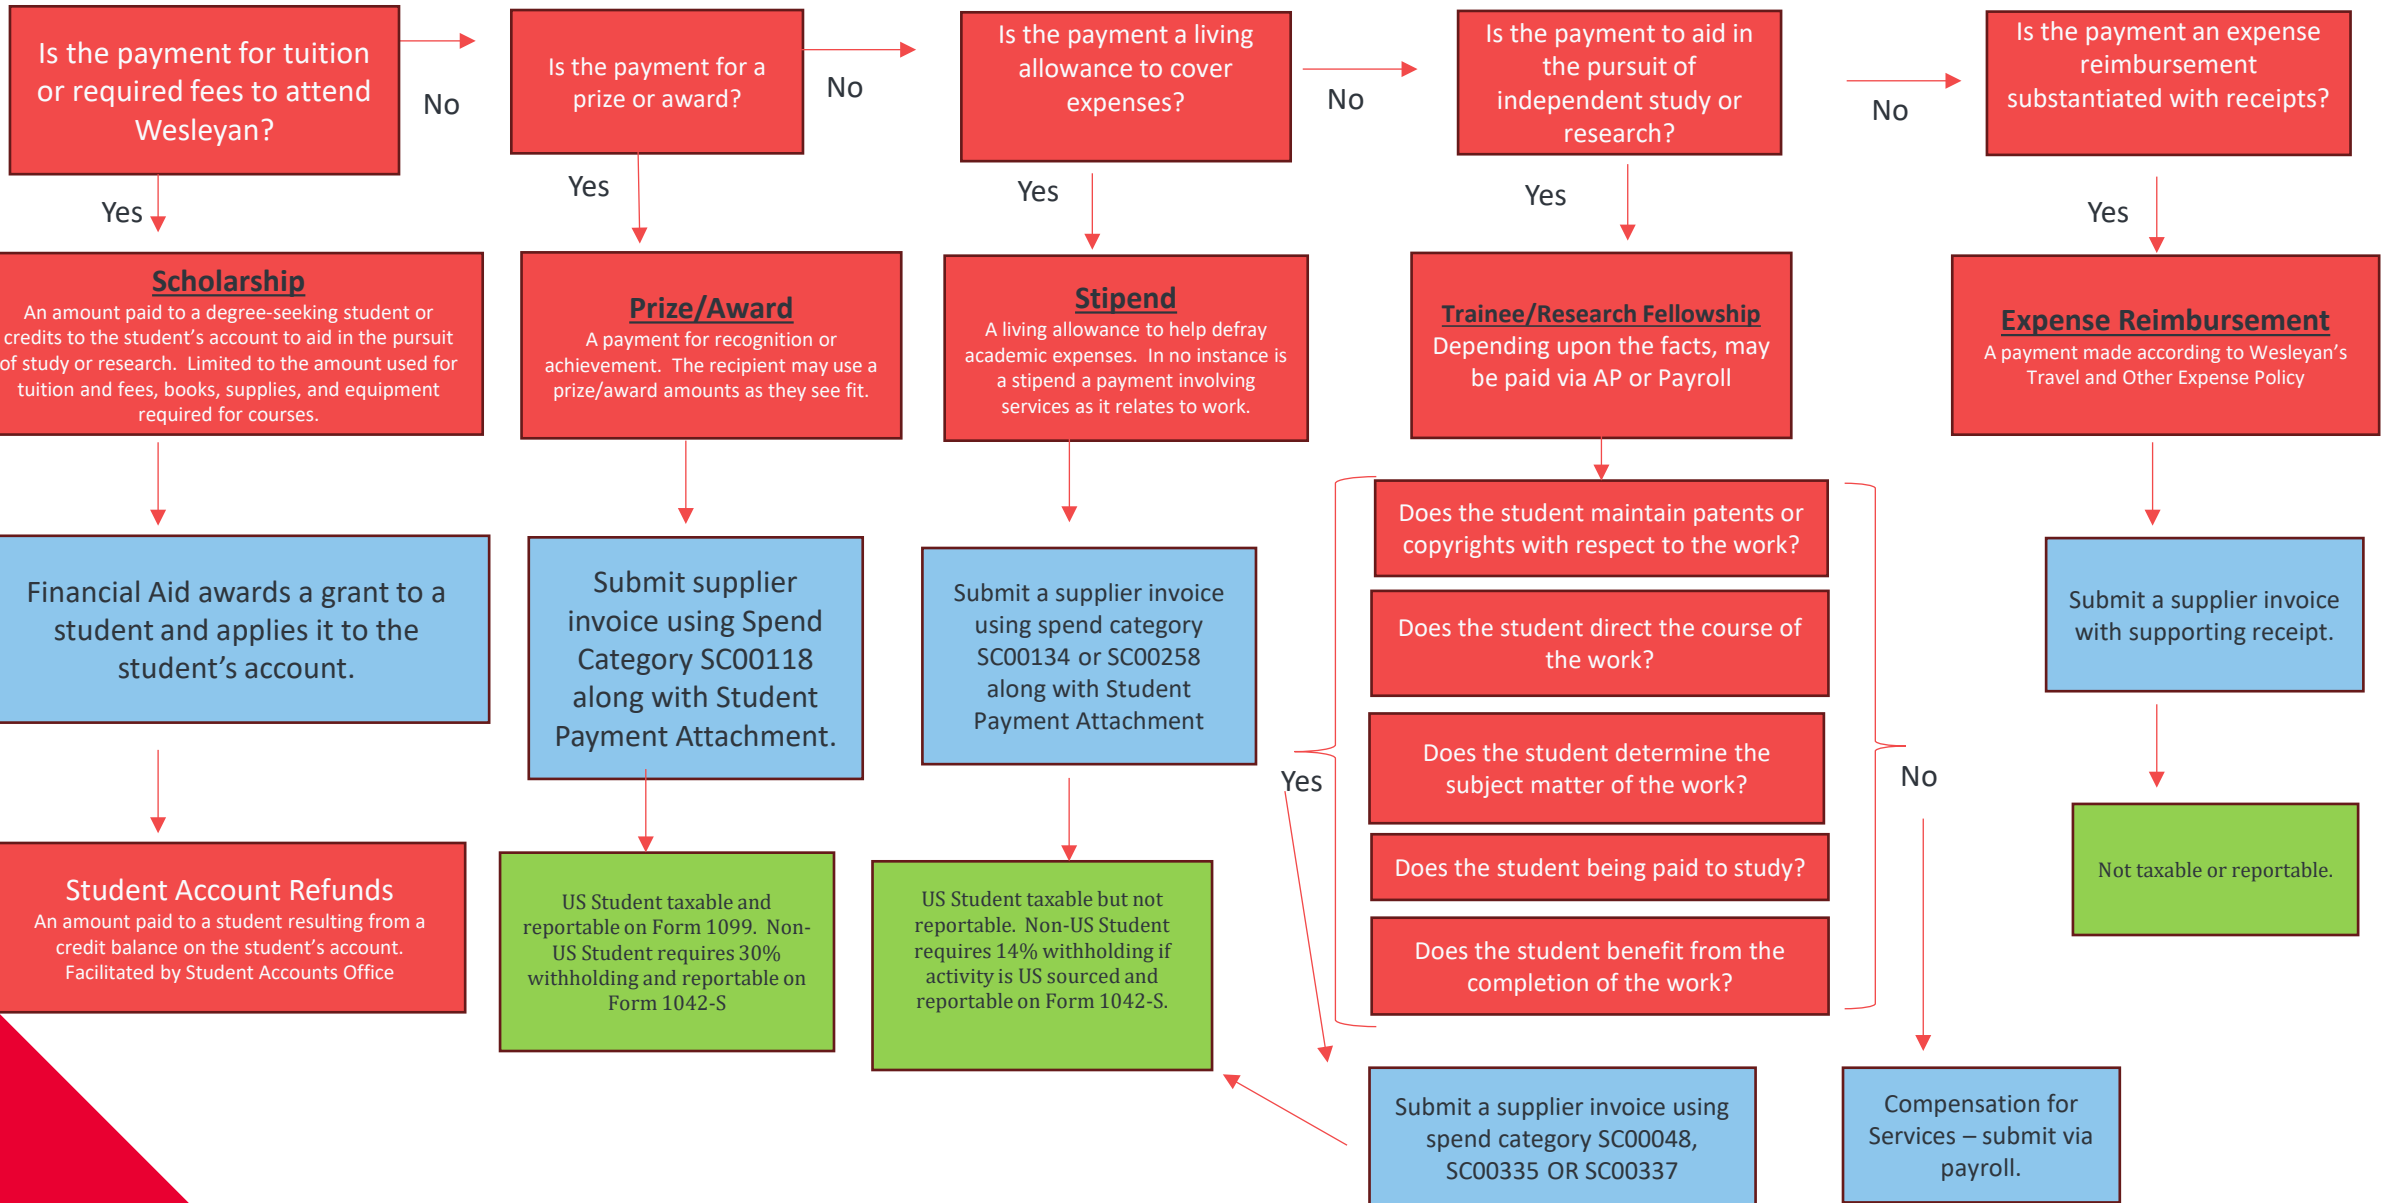 Is the payment for tuition
or required fees to attend
Wesleyan?
No
Is the payment for a
prize or award?
No
Is the payment a living
allowance to cover
expenses?
No
Is the payment to aid in
the pursuit of
independent study or
research?
No
Is the payment an expense
reimbursement
substantiated with receipts?
Yes
Yes
Yes
Yes
Yes
Scholarship
An amount paid to a degree-seeking student or
credits to the student's account to aid in the pursuit
of study or research. Limited to the amount used for
tuition and fees, books, supplies, and equipment
required for courses.
Prize/Award
A payment for recognition or
achievement. The recipient may use a
prize/award amounts as they see fit.
Stipend
A living allowance to help defray
academic expenses. In no instance is
a stipend a payment involving
services as it relates to work.
Trainee/Research Fellowship
Depending upon the facts, may
be paid via AP or Payroll
Expense Reimbursement
A payment made according to Wesleyan's
Travel and Other Expense Policy
Financial Aid awards a grant to a
student and applies it to the
student's account.
Submit supplier
invoice using Spend
Category SC00118
along with Student
Payment Attachment.
Submit a supplier invoice
using spend category
SC00134 or SC00258
along with Student
Payment Attachment
Does the student maintain patents or
copyrights with respect to the work?
Does the student direct the course of
the work?
Does the student determine the
subject matter of the work?
Does the student being paid to study?
Does the student benefit from the
completion of the work?
Yes
No
Submit a supplier invoice
with supporting receipt.
Student Account Refunds
An amount paid to a student resulting from a
credit balance on the student's account.
Facilitated by Student Accounts Office
US Student taxable and
reportable on Form 1099. Non-
US Student requires 30%
withholding and reportable on
Form 1042-S
US Student taxable but not
reportable. Non-US Student
requires 14% withholding if
activity is US sourced and
reportable on Form 1042-S.
Not taxable or reportable.
Submit a supplier invoice using
spend category SC00048,
SC00335 OR SC00337
Compensation for
Services – submit via
payroll.